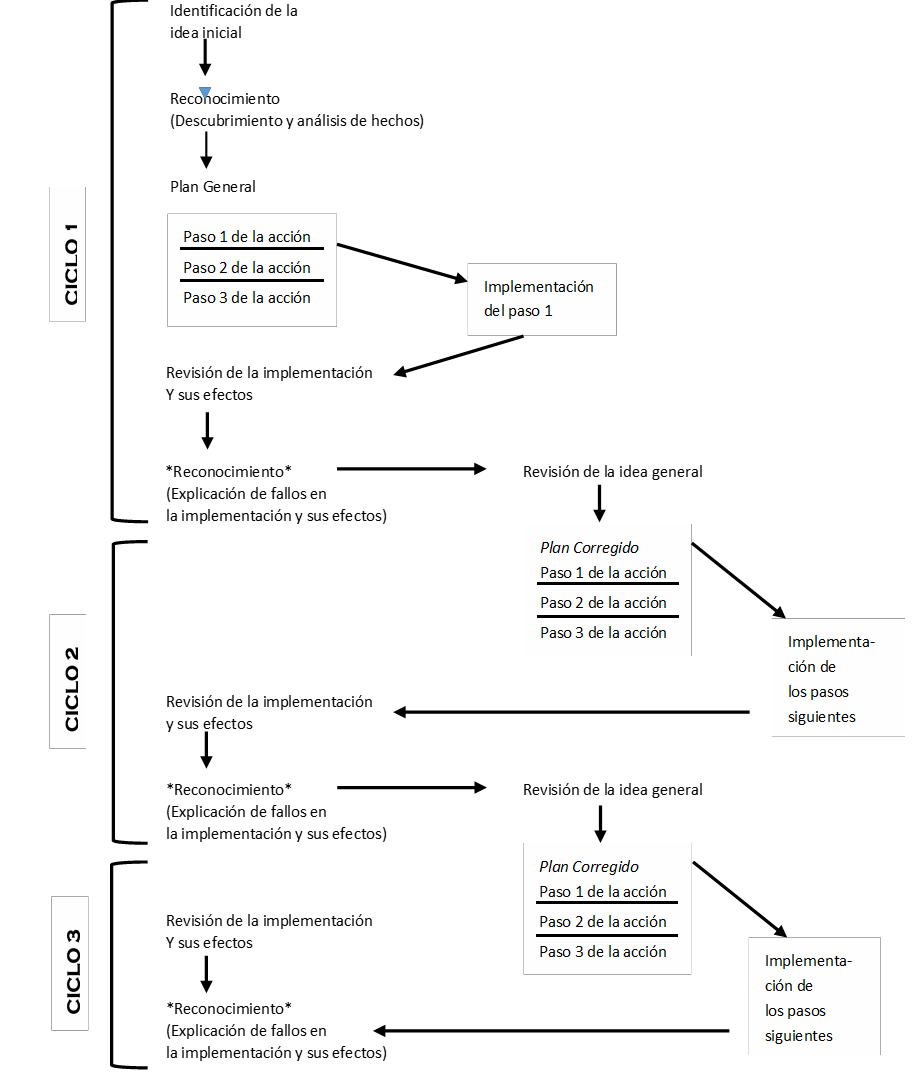 Identificación de la
idea inicial
Reconocimiento
(Descubrimiento y análisis de hechos)
Plan General
CICLO 1
Paso 1 de la acción
Paso 2 de la acción
Paso 3 de la acción
Implementación
del paso 1
Revisión de la implementación
Y sus efectos
*Reconocimiento*
(Explicación de fallos en
la implementación y sus efectos)
Revisión de la idea general
Plan Corregido
Paso 1 de la acción
Paso 2 de la acción
Paso 3 de la acción
CICLO 2
Implementa-
ción de
los pasos
siguientes
Revisión de la implementación
y sus efectos
*Reconocimiento*
(Explicación de fallos en
la implementación y sus efectos)
Revisión de la idea general
Plan Corregido
Paso 1 de la acción
Paso 2 de la acción
Paso 3 de la acción
CICLO 3
Revisión de la implementación
Y sus efectos
Implementa-
ción de
los pasos
siguientes
*Reconocimiento*
(Explicación de fallos en
la implementación y sus efectos)